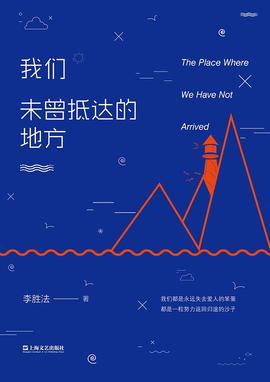 我们
未曾抵达的
地方
The Place Where
We Have Not
Arrived
李胜法 —— 著
我们都是永远失去爱人的笨蛋
都是一粒努力返回归途的沙子
上海文艺出版社